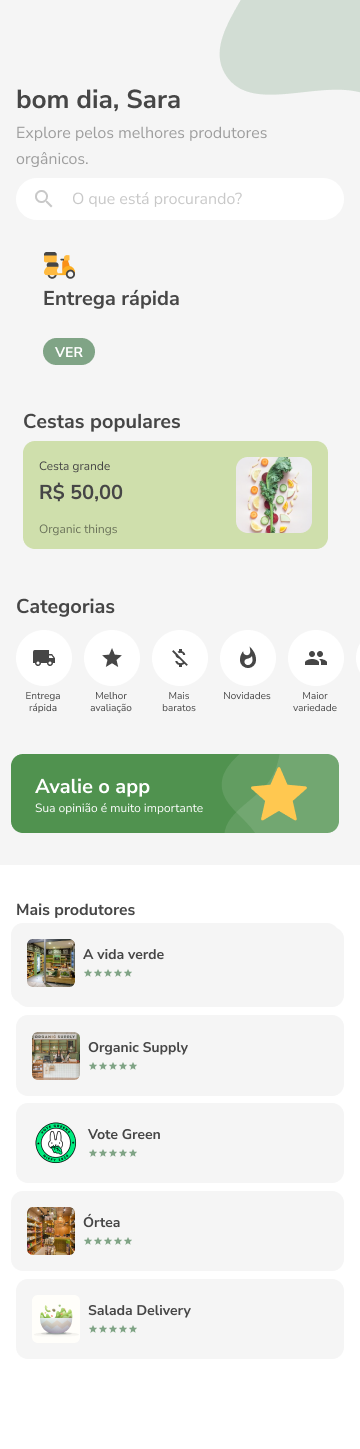 bom dia, Sara
Explore pelos melhores produtores
orgânicos.
O que está procurando?
Entrega rápida
VER
Cestas populares
Cesta grande
R$ 50,00
Organic things
Categorias
Entrega
rápida
Melhor
avaliação
Mais
baratos
Novidades
Maior
variedade
Avalie o app
Sua opinião é muito importante
Mais produtores
A vida verde
ORGANIC SUPPLY
Organic Supply
Vote Green
Órtea
Salada Delivery